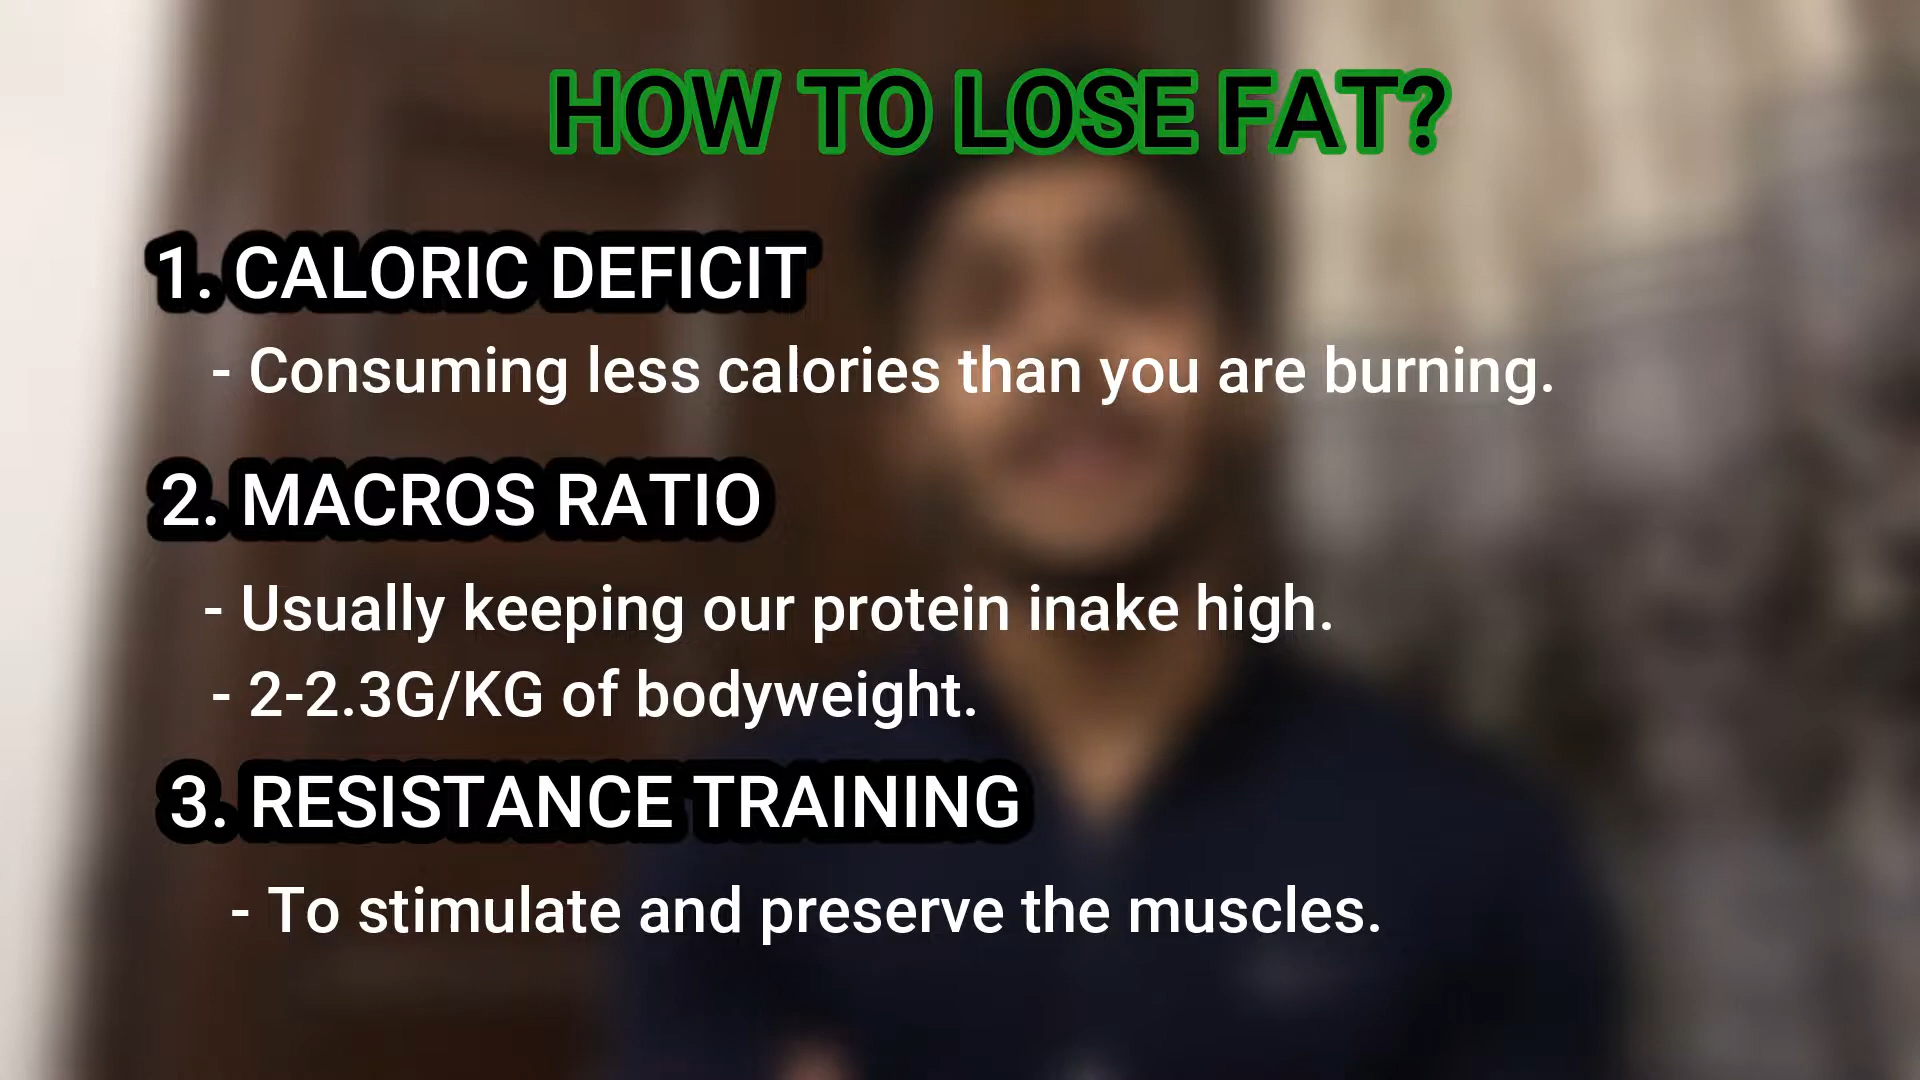 HOW TO LOSE FAT?
1. CALORIC DEFICIT
- Consuming less calories than you are burning.
2. MACROS RATIO
- Usually keeping our protein inake high.
- 2-2.3G/KG of bodyweight.
3. RESISTANCE TRAINING
- To stimulate and preserve the muscles.